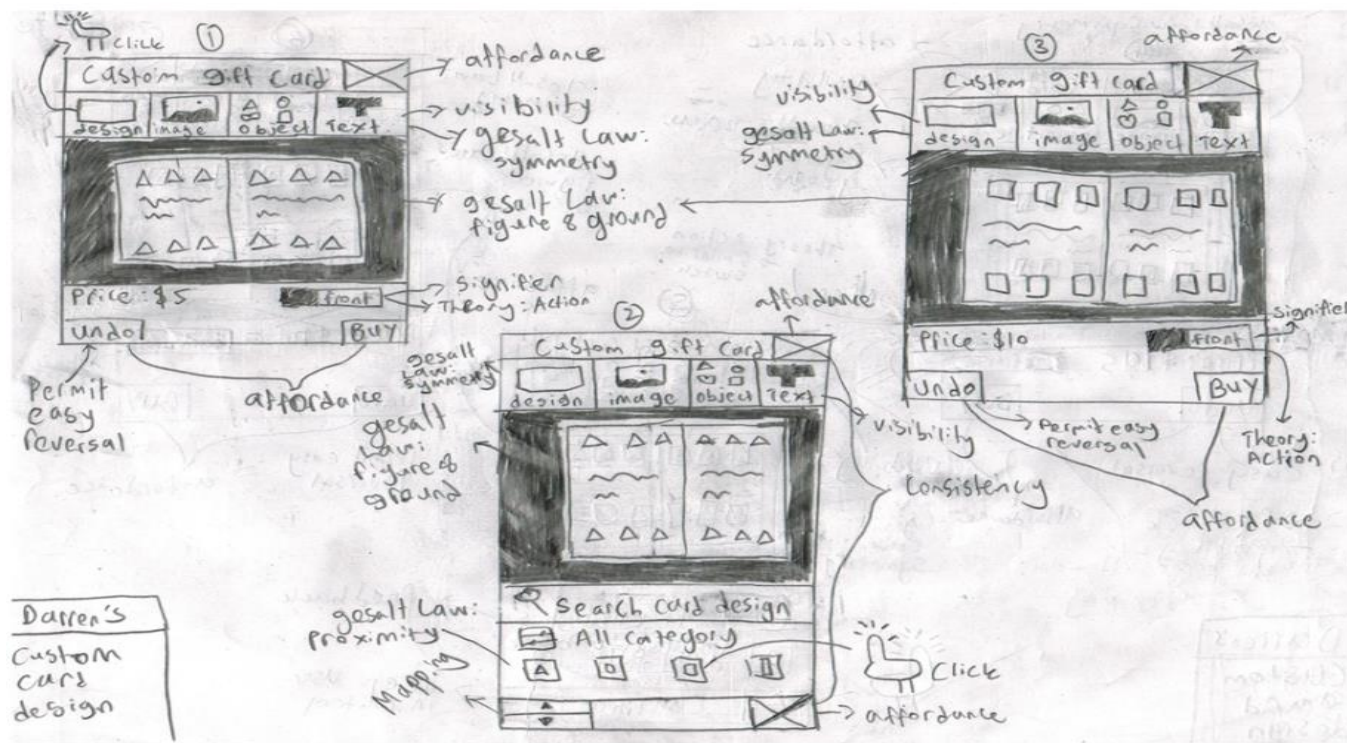 Click
①
Custom gift card
affordance
design
image
object
Text
visibility
gesalt Law:
symmetry
gesalt Law:
figure & ground
Price : $5
front
signifier
Theory : Action
undo
BUY
Permit
easy
reversal
affordance
②
affordance
Custom gift card
gesalt
Law:
symmetry
design
image
object
Text
visibility
gesalt
Law:
figure &
ground
Consistency
Search card design
gesalt Law:
proximity
All category
Click
Mapping
affordance
③
affordance
Custom gift card
visibility
gesalt Law:
symmetry
design
image
object
Text
Price : $10
front
signifier
undo
BUY
Permit easy
reversal
Theory:
Action
affordance
Darren's
Custom
card
design